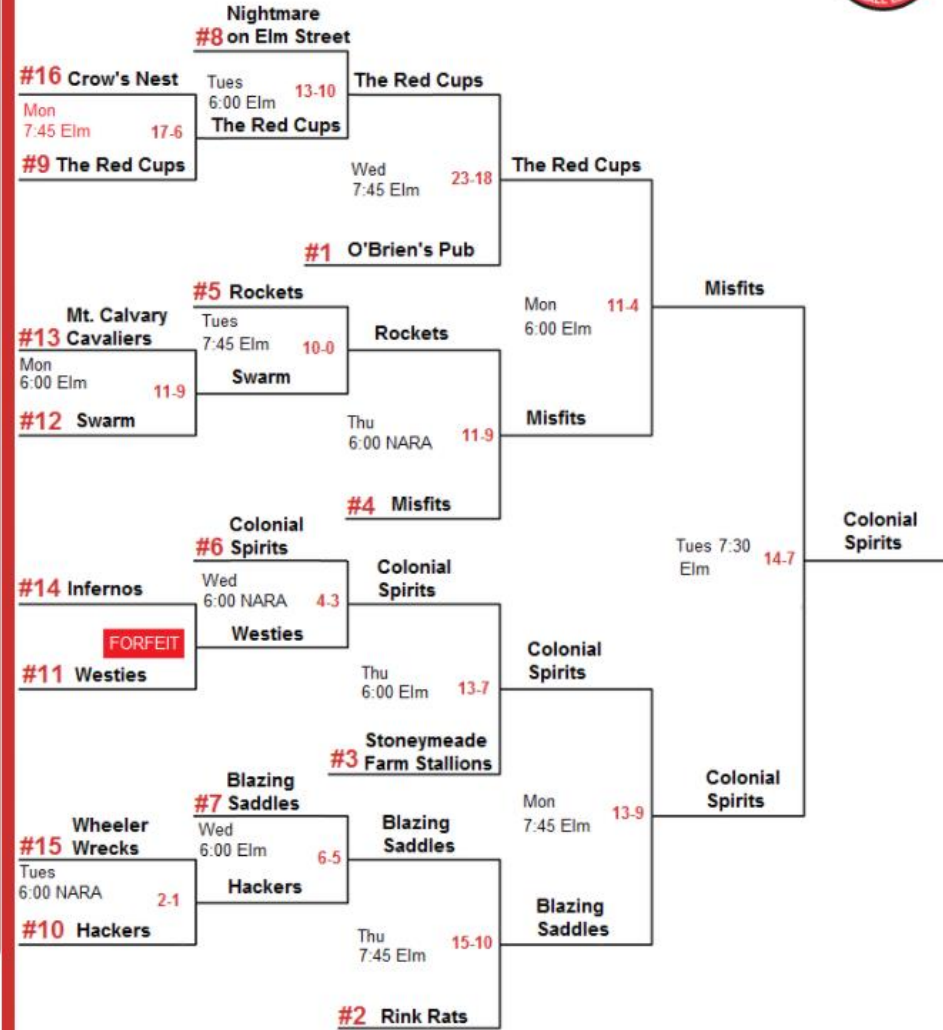 Nightmare
#8 on Elm Street
#16 Crow's Nest
Tues
6:00 Elm
13-10
The Red Cups
Mon
7:45 Elm
17-6
The Red Cups
#9 The Red Cups
Wed
7:45 Elm
23-18
The Red Cups
#1 O'Brien's Pub
#5 Rockets
Mt. Calvary
#13 Cavaliers
Tues
7:45 Elm
10-0
Rockets
Mon
6:00 Elm
11-4
Misfits
Mon
6:00 Elm
11-9
Swarm
#12 Swarm
Thu
6:00 NARA
11-9
Misfits
#4 Misfits
Colonial
#6 Spirits
Tues 7:30
Elm
14-7
Colonial
Spirits
#14 Infernos
Wed
6:00 NARA
4-3
Colonial
Spirits
FORFEIT
Westies
#11 Westies
Thu
6:00 Elm
13-7
Colonial
Spirits
Stoneymeade
#3 Farm Stallions
Blazing
#7 Saddles
Mon
7:45 Elm
13-9
Colonial
Spirits
Wheeler
#15 Wrecks
Wed
6:00 Elm
6-5
Blazing
Saddles
Tues
6:00 NARA
2-1
Hackers
#10 Hackers
Thu
7:45 Elm
15-10
Blazing
Saddles
#2 Rink Rats